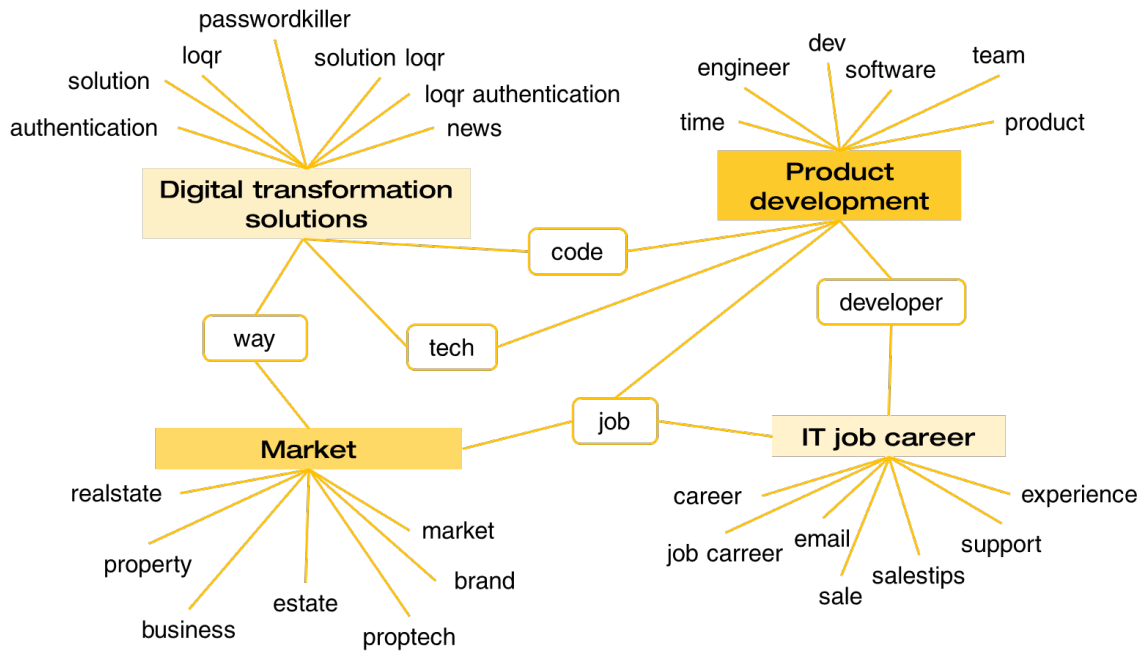 passwordkiller
loqr
solution loqr
solution
loqr authentication
authentication
news
Digital transformation
solutions
dev
team
engineer
software
time
product
Product
development
code
developer
way
tech
job
Market
IT job career
realstate
property
business
estate
proptech
brand
market
career
job carreer
email
sale
salestips
support
experience